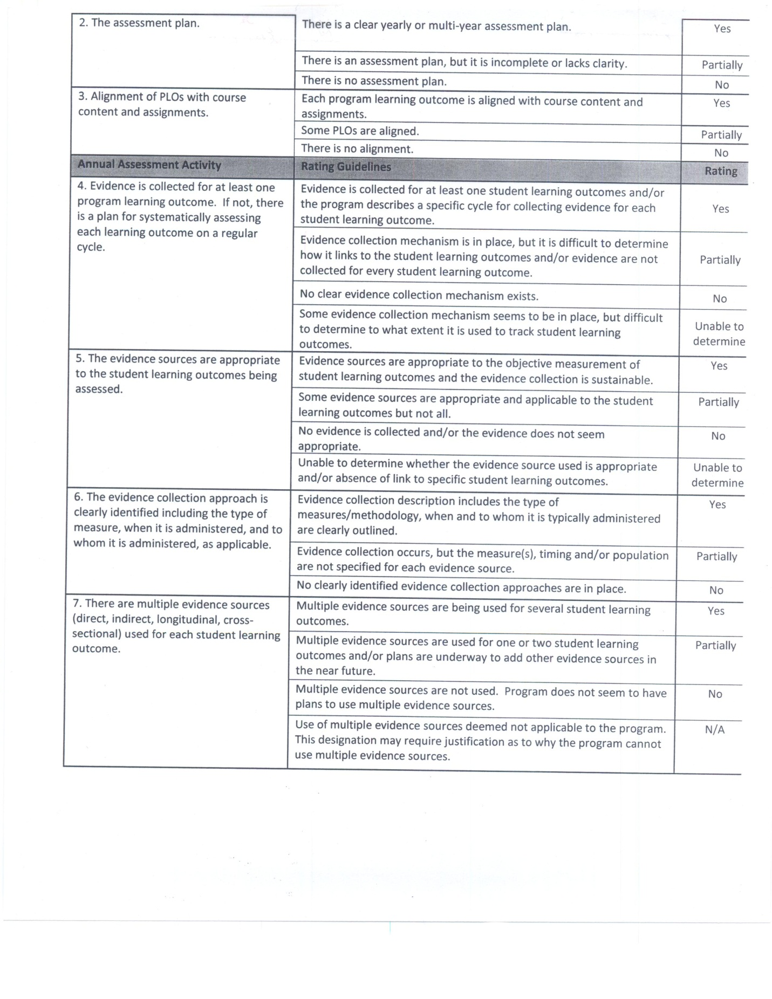 2. The assessment plan.
There is a clear yearly or multi-year assessment plan.
Yes
There is an assessment plan, but it is incomplete or lacks clarity.
Partially
There is no assessment plan.
No
3. Alignment of PLOs with course
content and assignments.
Each program learning outcome is aligned with course content and
assignments.
Yes
Some PLOs are aligned.
Partially
There is no alignment.
No
Annual Assessment Activity
Rating Guidelines
Rating
4. Evidence is collected for at least one
program learning outcome. If not, there
is a plan for systematically assessing
each learning outcome on a regular
cycle.
Evidence is collected for at least one student learning outcomes and/or
the program describes a specific cycle for collecting evidence for each
student learning outcome.
Yes
Evidence collection mechanism is in place, but it is difficult to determine
how it links to the student learning outcomes and/or evidence are not
collected for every student learning outcome.
Partially
No clear evidence collection mechanism exists.
No
Some evidence collection mechanism seems to be in place, but difficult
to determine to what extent it is used to track student learning
outcomes.
Unable to
determine
5. The evidence sources are appropriate
to the student learning outcomes being
assessed.
Evidence sources are appropriate to the objective measurement of
student learning outcomes and the evidence collection is sustainable.
Yes
Some evidence sources are appropriate and applicable to the student
learning outcomes but not all.
Partially
No evidence is collected and/or the evidence does not seem
appropriate.
No
Unable to determine whether the evidence source used is appropriate
and/or absence of link to specific student learning outcomes.
Unable to
determine
6. The evidence collection approach is
clearly identified including the type of
measure, when it is administered, and to
whom it is administered, as applicable.
Evidence collection description includes the type of
measures/methodology, when and to whom it is typically administered
are clearly outlined.
Yes
Evidence collection occurs, but the measure(s), timing and/or population
are not specified for each evidence source.
Partially
No clearly identified evidence collection approaches are in place.
No
7. There are multiple evidence sources
(direct, indirect, longitudinal, cross-
sectional) used for each student learning
outcome.
Multiple evidence sources are being used for several student learning
outcomes.
Yes
Multiple evidence sources are used for one or two student learning
outcomes and/or plans are underway to add other evidence sources in
the near future.
Partially
Multiple evidence sources are not used. Program does not seem to have
plans to use multiple evidence sources.
No
Use of multiple evidence sources deemed not applicable to the program.
This designation may require justification as to why the program cannot
use multiple evidence sources.
N/A